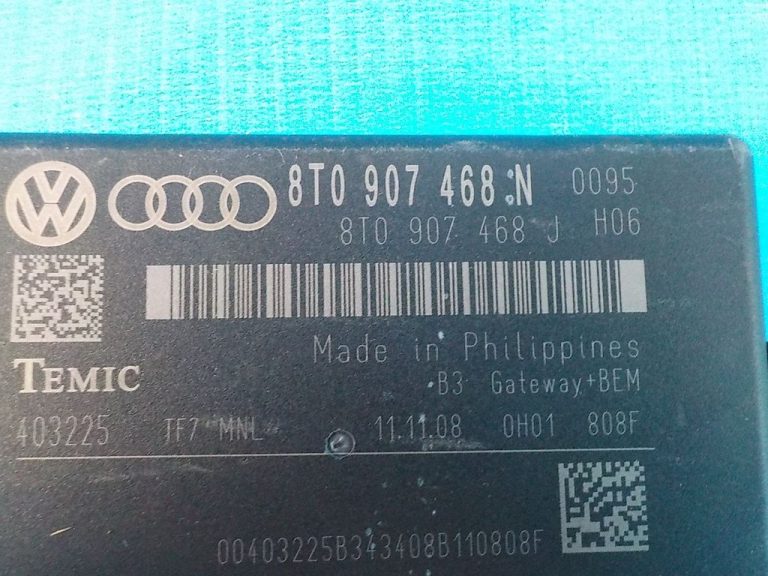 8T0 907 468 N 0095
8T0 907 468 J H06
Made in Philippines
TEMIC
B3 Gateway+BEM
403225 TF7 MNL 11.11.08 0H01 808F
00403225B343408B110808F